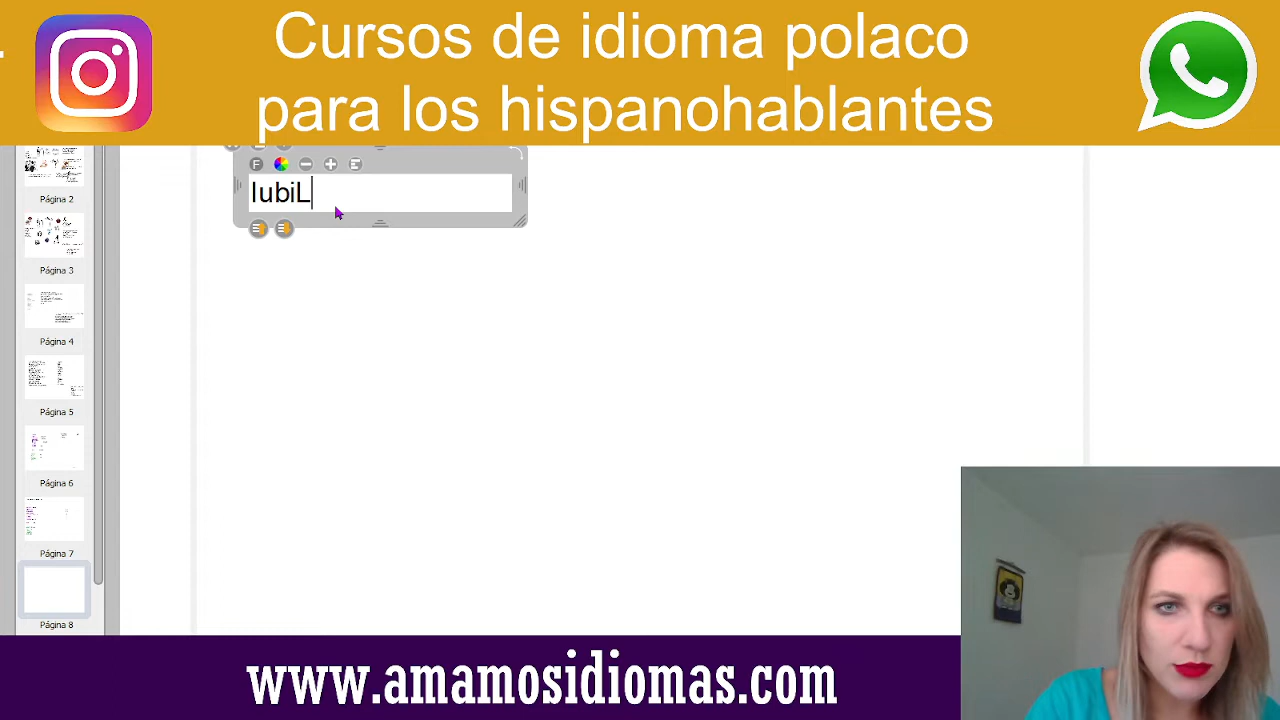 Cursos de idioma polaco
para los hispanohablantes
F
lubiL
Página 2
Página 3
Página 4
Página 5
Página 6
Página 7
Página 8
www.amamosidiomas.com